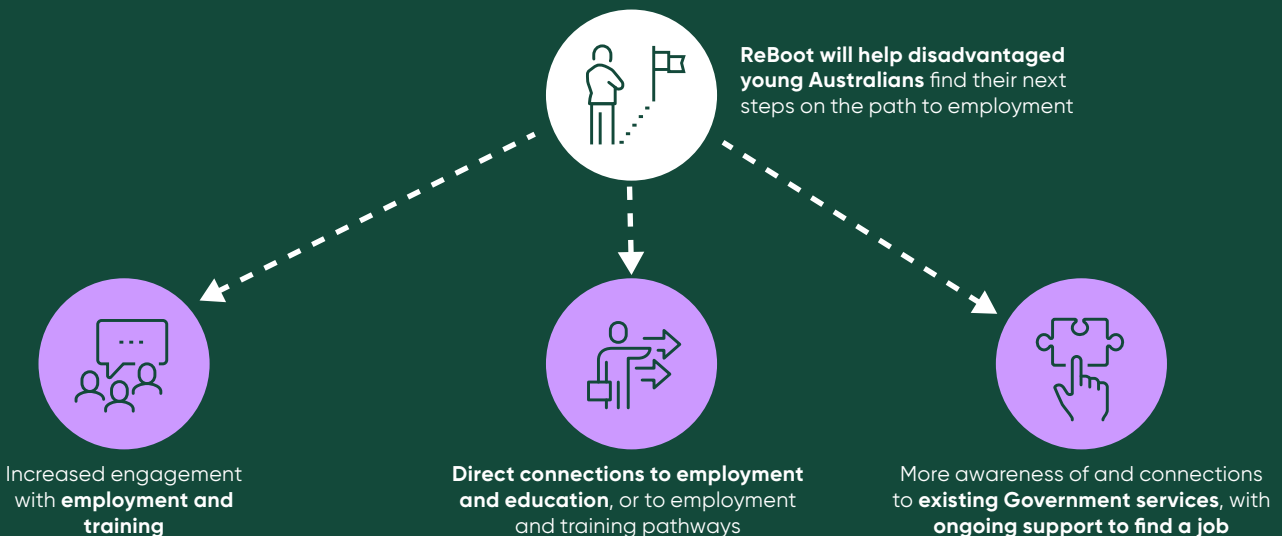 ReBoot will help disadvantaged
young Australians find their next
steps on the path to employment
Increased engagement
with employment and
training
Direct connections to employment
and education, or to employment
and training pathways
More awareness of and connections
to existing Government services, with
ongoing support to find a job